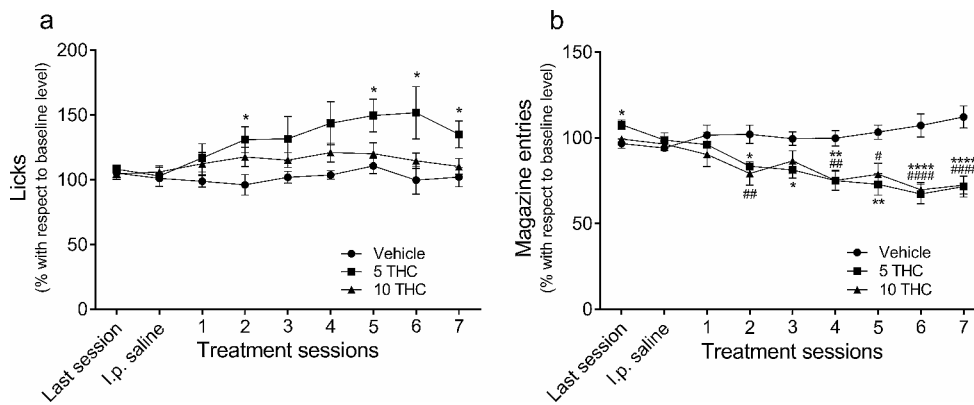 a
Licks
(% with respect to baseline level)
200
150
100
50
0
*
*
*
*
Vehicle
5 THC
10 THC
Last session
I.p. saline
1 2 3 4 5 6 7
Treatment sessions
b
Magazine entries
(% with respect to baseline level)
150
100
50
0
*
*
##
*
**
##
#
**
****
####
****
####
Vehicle
5 THC
10 THC
Last session
I.p. saline
1 2 3 4 5 6 7
Treatment sessions